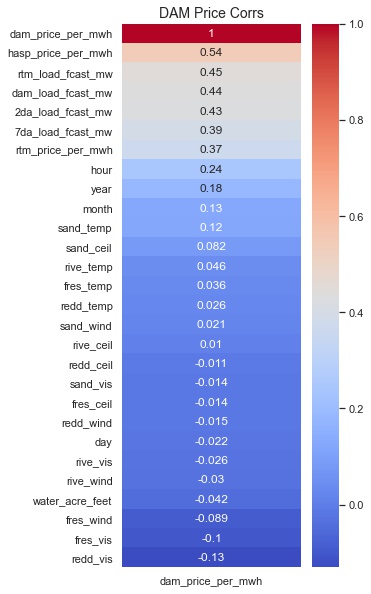 DAM Price Corrs
dam_price_per_mwh 1
hasp_price_per_mwh 0.54
rtm_load_fcast_mw 0.45
dam_load_fcast_mw 0.44
2da_load_fcast_mw 0.43
7da_load_fcast_mw 0.39
rtm_price_per_mwh 0.37
hour 0.24
year 0.18
month 0.13
sand_temp 0.12
sand_ceil 0.082
rive_temp 0.046
fres_temp 0.036
redd_temp 0.026
sand_wind 0.021
rive_ceil 0.01
redd_ceil -0.011
sand_vis -0.014
fres_ceil -0.014
redd_wind -0.015
day -0.022
rive_vis -0.026
rive_wind -0.03
water_acre_feet -0.042
fres_wind -0.089
fres_vis -0.1
redd_vis -0.13
dam_price_per_mwh
1.0
0.8
0.6
0.4
0.2
0.0